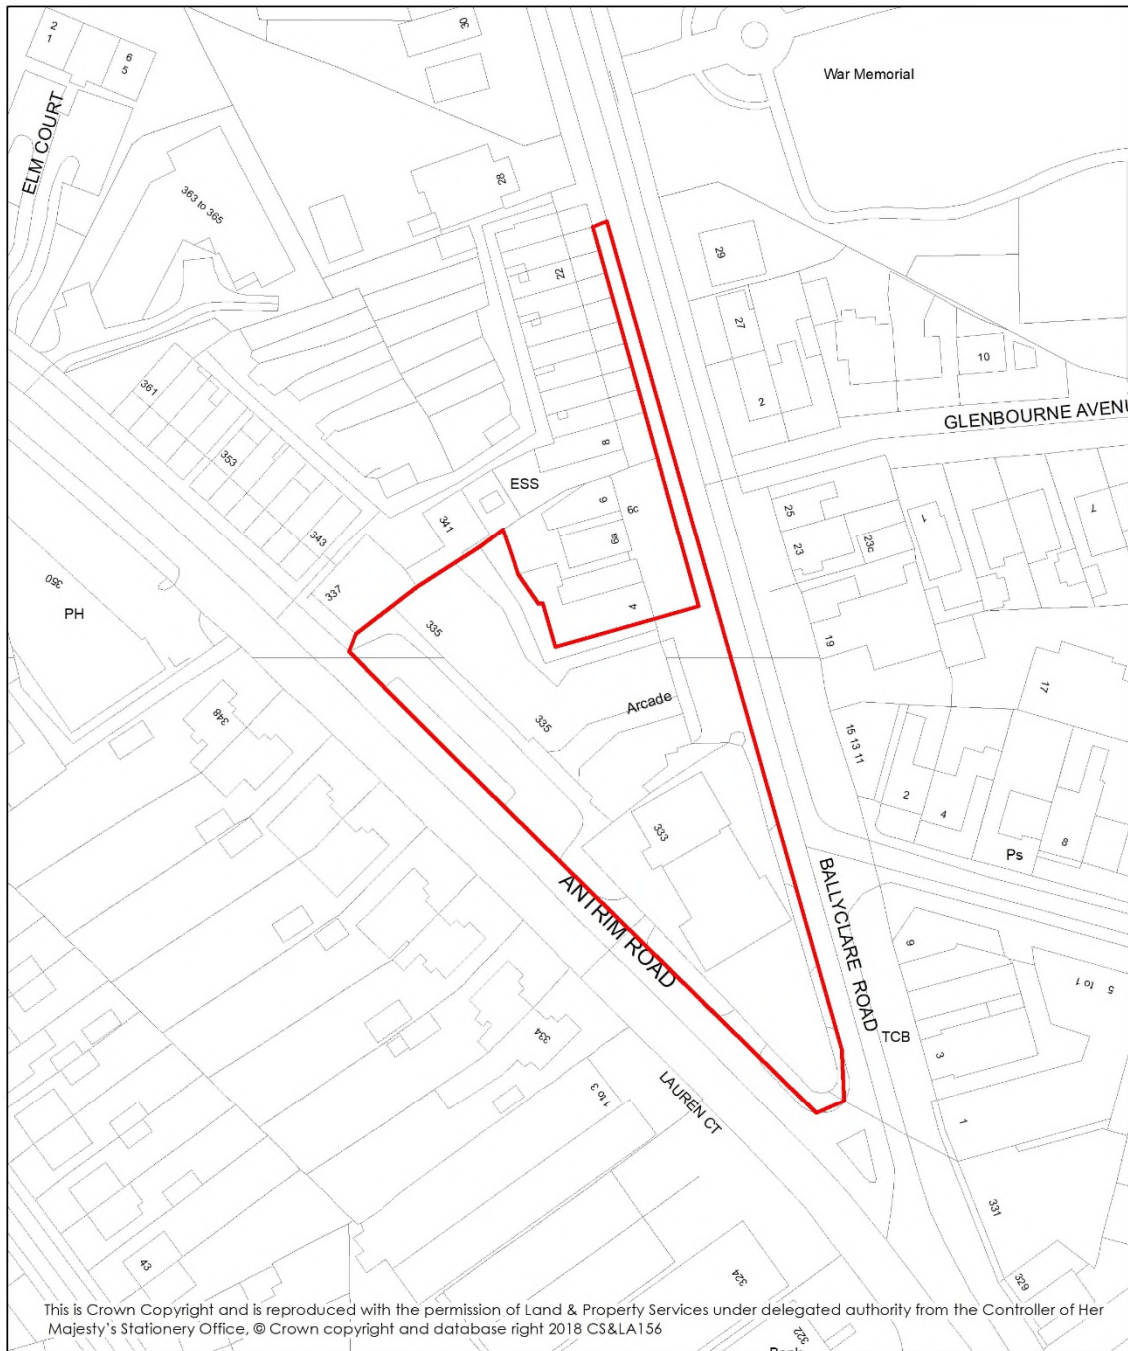 2
1
6
5
30
War Memorial
ELM COURT
363 to 365
28
22
29
27
2
10
GLENBOURNE AVENU
361
353
343
341
337
ESS
8
6
6c
6a
4
25
23
23c
1
7
19
17
350
PH
335
335
Arcade
348
333
15 13 11
2
4
8
Ps
ANTRIM ROAD
BALLYCLARE ROAD
TCB
9
5 to 1
3
1
334
1 to 3
LAUREN CT
331
329
43
324
322
This is Crown Copyright and is reproduced with the permission of Land & Property Services under delegated authority from the Controller of Her
Majesty's Stationery Office, © Crown copyright and database right 2018 CS&LA156